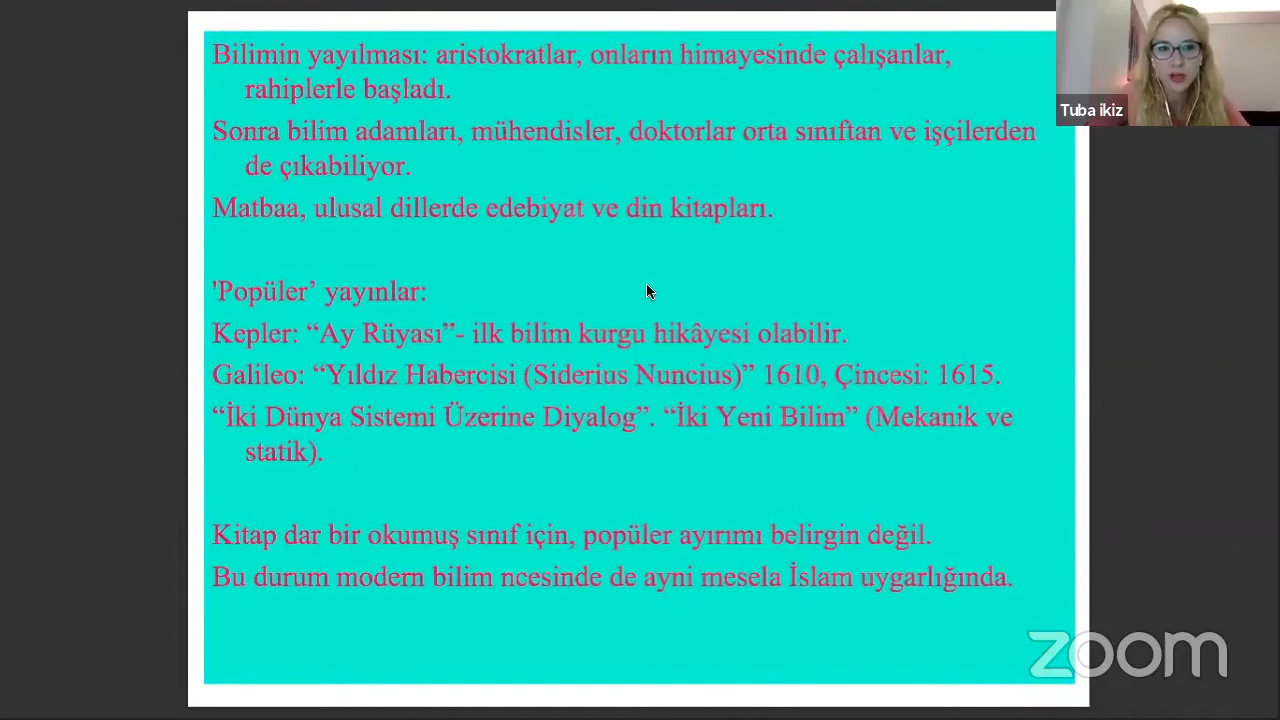 Bilimin yayılması: aristokratlar, onların himayesinde çalışanlar,
rahiplerle başladı.
Sonra bilim adamları, mühendisler, doktorlar orta sınıftan ve işçilerden
de çıkabiliyor.
Matbaa, ulusal dillerde edebiyat ve din kitapları.
'Popüler’ yayınlar:
Kepler: “Ay Rüyası”- ilk bilim kurgu hikâyesi olabilir.
Galileo: “Yıldız Habercisi (Siderius Nuncius)” 1610, Çincesi: 1615.
“İki Dünya Sistemi Üzerine Diyalog”. “İki Yeni Bilim” (Mekanik ve
statik).
Kitap dar bir okumuş sınıf için, popüler ayırımı belirgin değil.
Bu durum modern bilim ncesinde de ayni mesela İslam uygarlığında.
Tuba ikiz
zoom